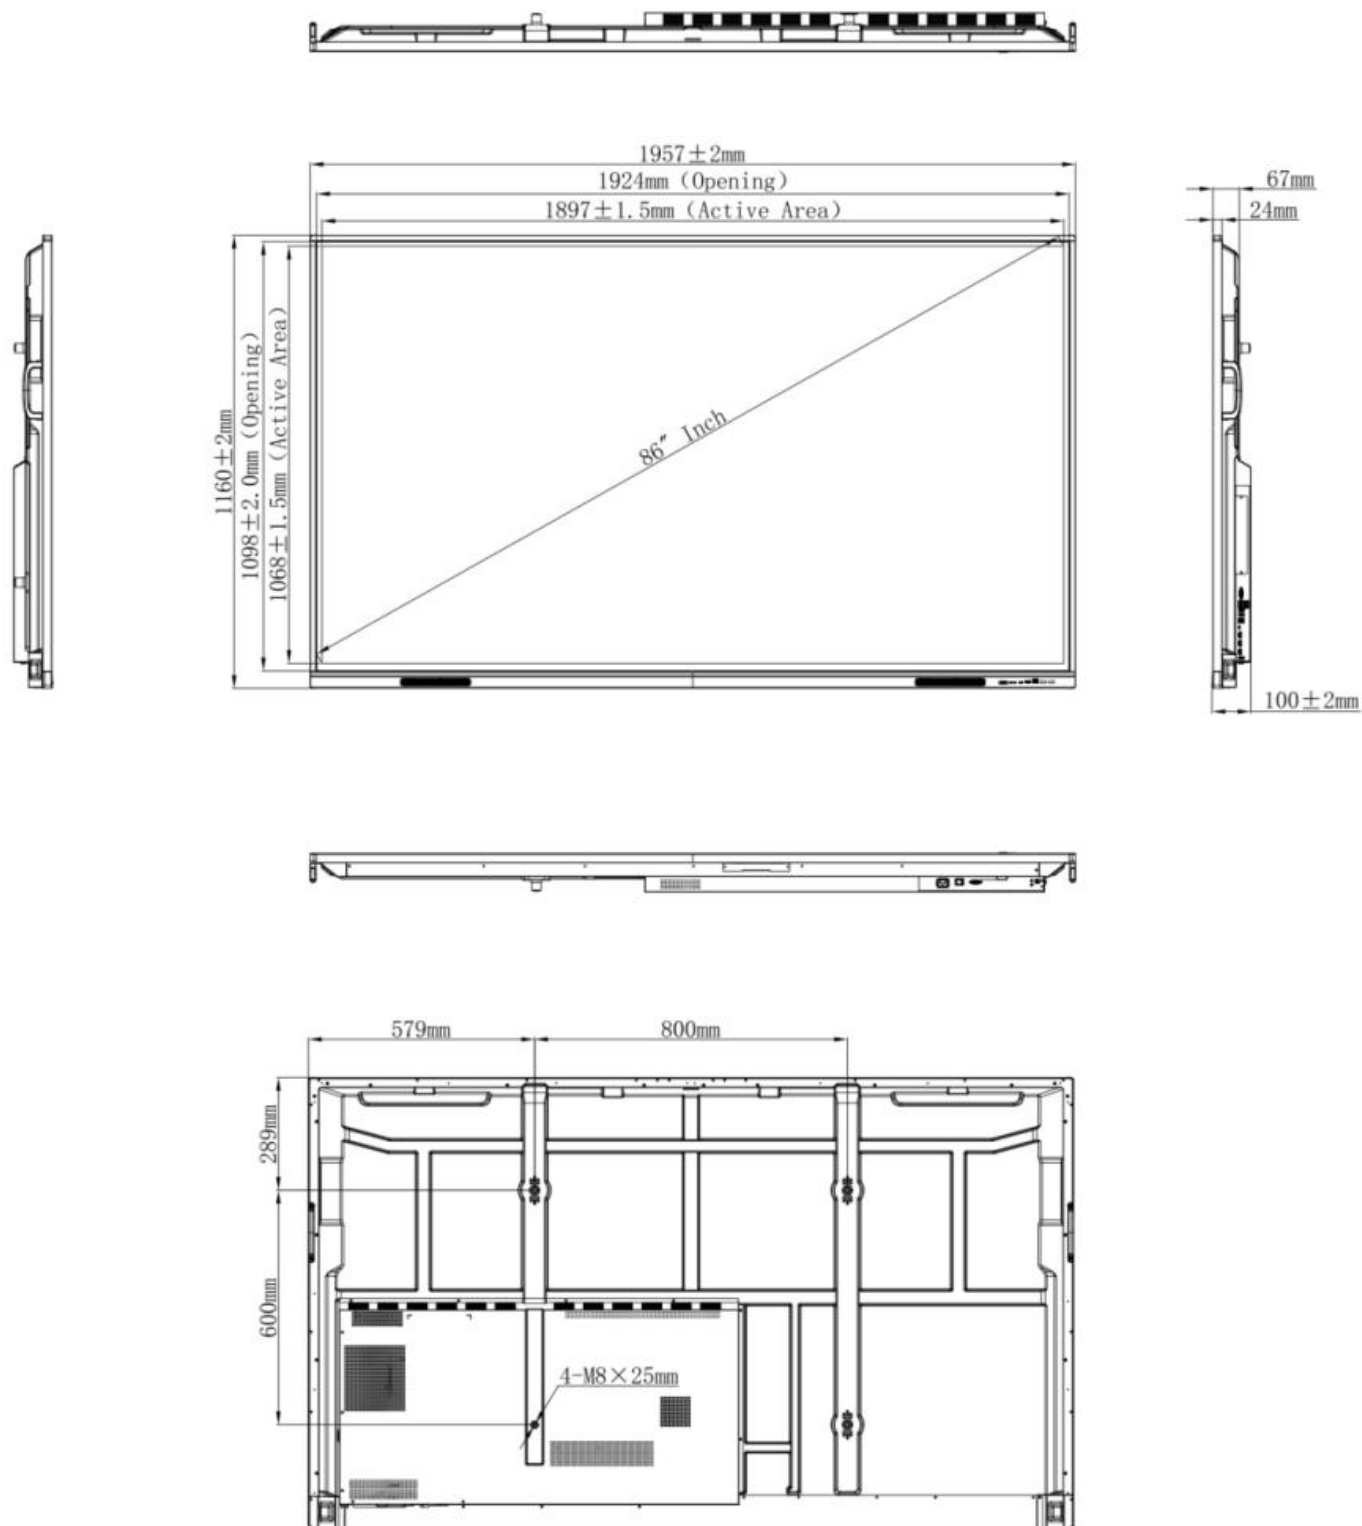 1957±2mm
1924mm (Opening)
1897±1.5mm (Active Area)
67mm
24mm
1160±2mm
1098±2.0mm (Opening)
1068±1.5mm (Active Area)
86″ Inch
100±2mm
579mm
800mm
289mm
600mm
4-M8×25mm